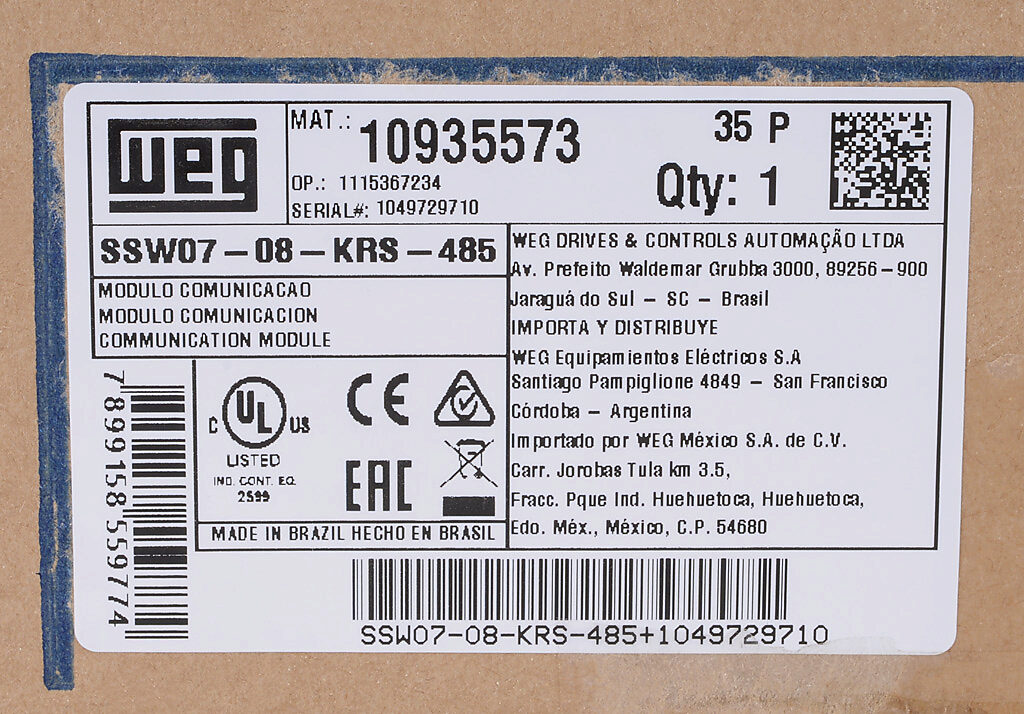 weg
MAT.: 10935573
35 P
Qty: 1
OP.: 1115367234
SERIAL#: 1049729710
SSW07-08-KRS-485
MODULO COMUNICACAO
MODULO COMUNICACION
COMMUNICATION MODULE
WEG DRIVES & CONTROLS AUTOMAÇÃO LTDA
Av. Prefeito Waldemar Grubba 3000, 89256-900
Jaraguá do Sul - SC - Brasil
IMPORTA Y DISTRIBUYE
WEG Equipamientos Eléctricos S.A
Santiago Pampiglione 4849 - San Francisco
Córdoba - Argentina
Importado por WEG México S.A. de C.V.
Carr. Jorobas Tula km 3.5,
Fracc. Pque Ind. Huehuetoca, Huehuetoca,
Edo. Méx., México, C.P. 54680
7899158559774
C UL US
LISTED
IND. CONT. EQ.
2S99
CE
EAC
MADE IN BRAZIL HECHO EN BRASIL
SSW07-08-KRS-485+1049729710